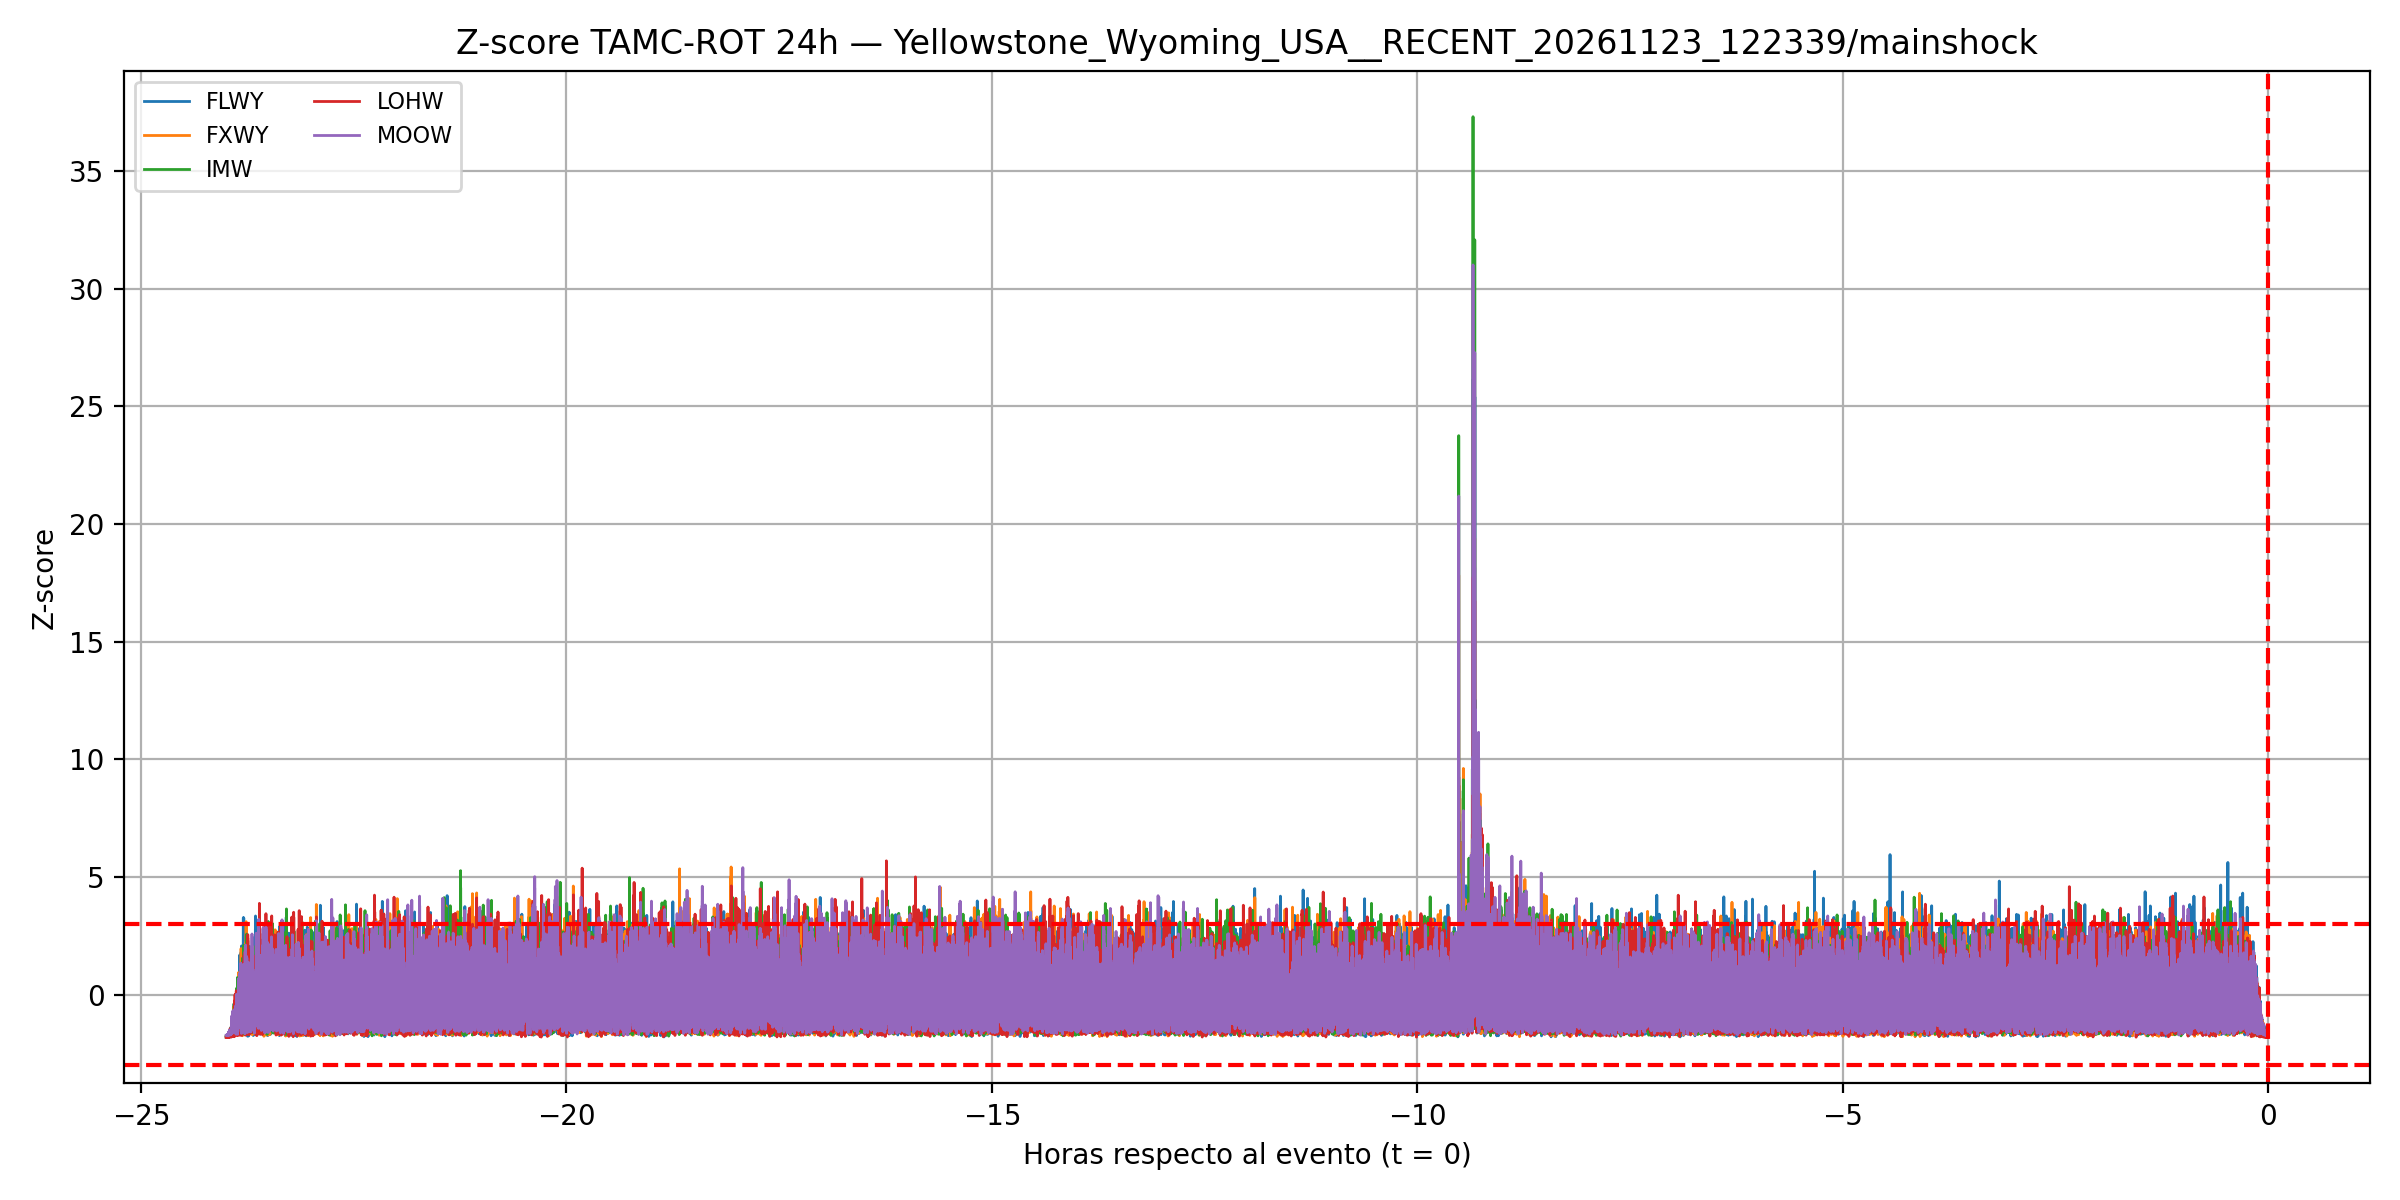 Z-score TAMC-ROT 24h — Yellowstone_Wyoming_USA__RECENT_20261123_122339/mainshock
FLWY
FXWY
IMW
LOHW
MOOW
35
30
25
20
15
10
5
0
Z-score
−25
−20
−15
−10
−5
0
Horas respecto al evento (t = 0)